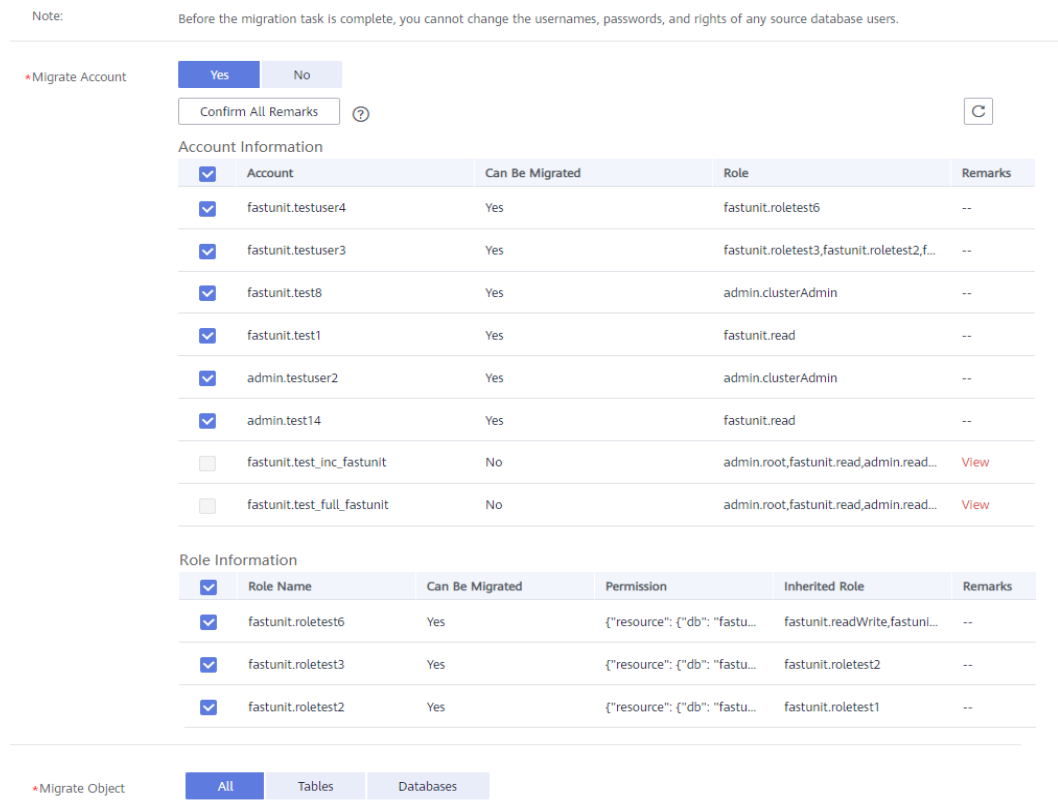 Note: Before the migration task is complete, you cannot change the usernames, passwords, and rights of any source database users.
*Migrate Account Yes No
Confirm All Remarks ?
Account Information
Account Can Be Migrated Role Remarks
fastunit.testuser4 Yes fastunit.roletest6 --
fastunit.testuser3 Yes fastunit.roletest3,fastunit.roletest2,f... --
fastunit.test8 Yes admin.clusterAdmin --
fastunit.test1 Yes fastunit.read --
admin.testuser2 Yes admin.clusterAdmin --
admin.test14 Yes fastunit.read --
fastunit.test_inc_fastunit No admin.root,fastunit.read,admin.read... View
fastunit.test_full_fastunit No admin.root,fastunit.read,admin.read... View
Role Information
Role Name Can Be Migrated Permission Inherited Role Remarks
fastunit.roletest6 Yes {"resource": {"db": "fastu... fastunit.readWrite,fastuni... --
fastunit.roletest3 Yes {"resource": {"db": "fastu... fastunit.roletest2 --
fastunit.roletest2 Yes {"resource": {"db": "fastu... fastunit.roletest1 --
*Migrate Object All Tables Databases